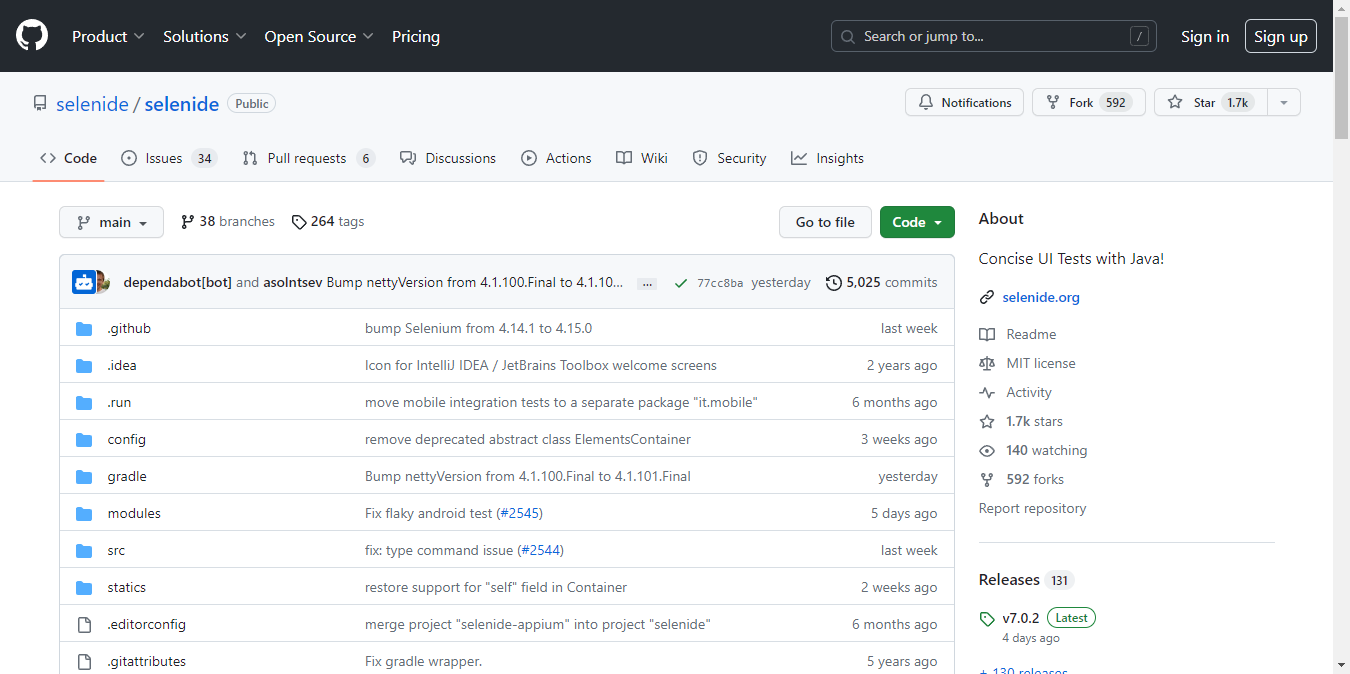 Product Solutions Open Source Pricing Search or jump to... / Sign in Sign up
selenide / selenide Public Notifications Fork 592 Star 1.7k
Code Issues 34 Pull requests 6 Discussions Actions Wiki Security Insights
main 38 branches 264 tags Go to file Code
dependabot[bot] and asolntsev Bump nettyVersion from 4.1.100.Final to 4.1.10... ... 77cc8ba yesterday 5,025 commits
.github bump Selenium from 4.14.1 to 4.15.0 last week
.idea Icon for IntelliJ IDEA / JetBrains Toolbox welcome screens 2 years ago
.run move mobile integration tests to a separate package "it.mobile" 6 months ago
config remove deprecated abstract class ElementsContainer 3 weeks ago
gradle Bump nettyVersion from 4.1.100.Final to 4.1.101.Final yesterday
modules Fix flaky android test (#2545) 5 days ago
src fix: type command issue (#2544) last week
statics restore support for "self" field in Container 2 weeks ago
.editorconfig merge project "selenide-appium" into project "selenide" 6 months ago
.gitattributes Fix gradle wrapper. 5 years ago
About
Concise UI Tests with Java!
selenide.org
Readme
MIT license
Activity
1.7k stars
140 watching
592 forks
Report repository
Releases 131
v7.0.2 Latest
4 days ago
+ 130 releases